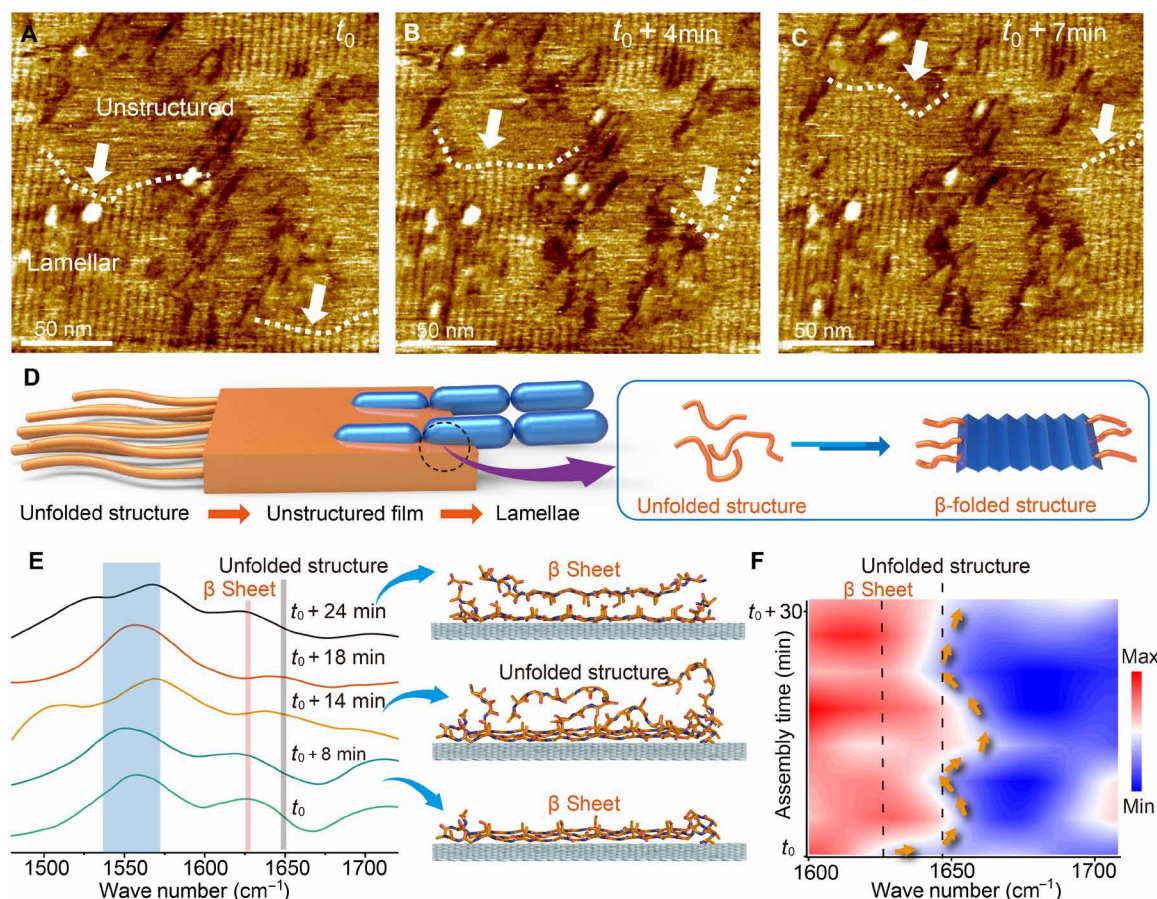 A
t₀
Unstructured
Lamellar
50 nm
B
t₀ + 4min
50 nm
C
t₀ + 7min
50 nm
D
Unfolded structure
β-folded structure
Unfolded structure
Unstructured film
Lamellae
E
Unfolded structure
β Sheet
t₀ + 24 min
t₀ + 18 min
t₀ + 14 min
t₀ + 8 min
t₀
1500
1550
1600
1650
1700
Wave number (cm⁻¹)
β Sheet
Unfolded structure
β Sheet
F
Unfolded structure
β Sheet
t₀ + 30
Assembly time (min)
t₀
1600
1650
1700
Wave number (cm⁻¹)
Max
Min